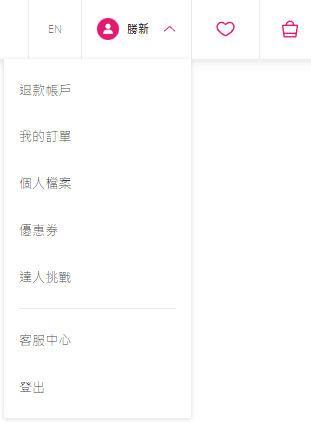 EN
勝新
退款帳戶
我的訂單
個人檔案
優惠券
達人挑戰
客服中心
登出